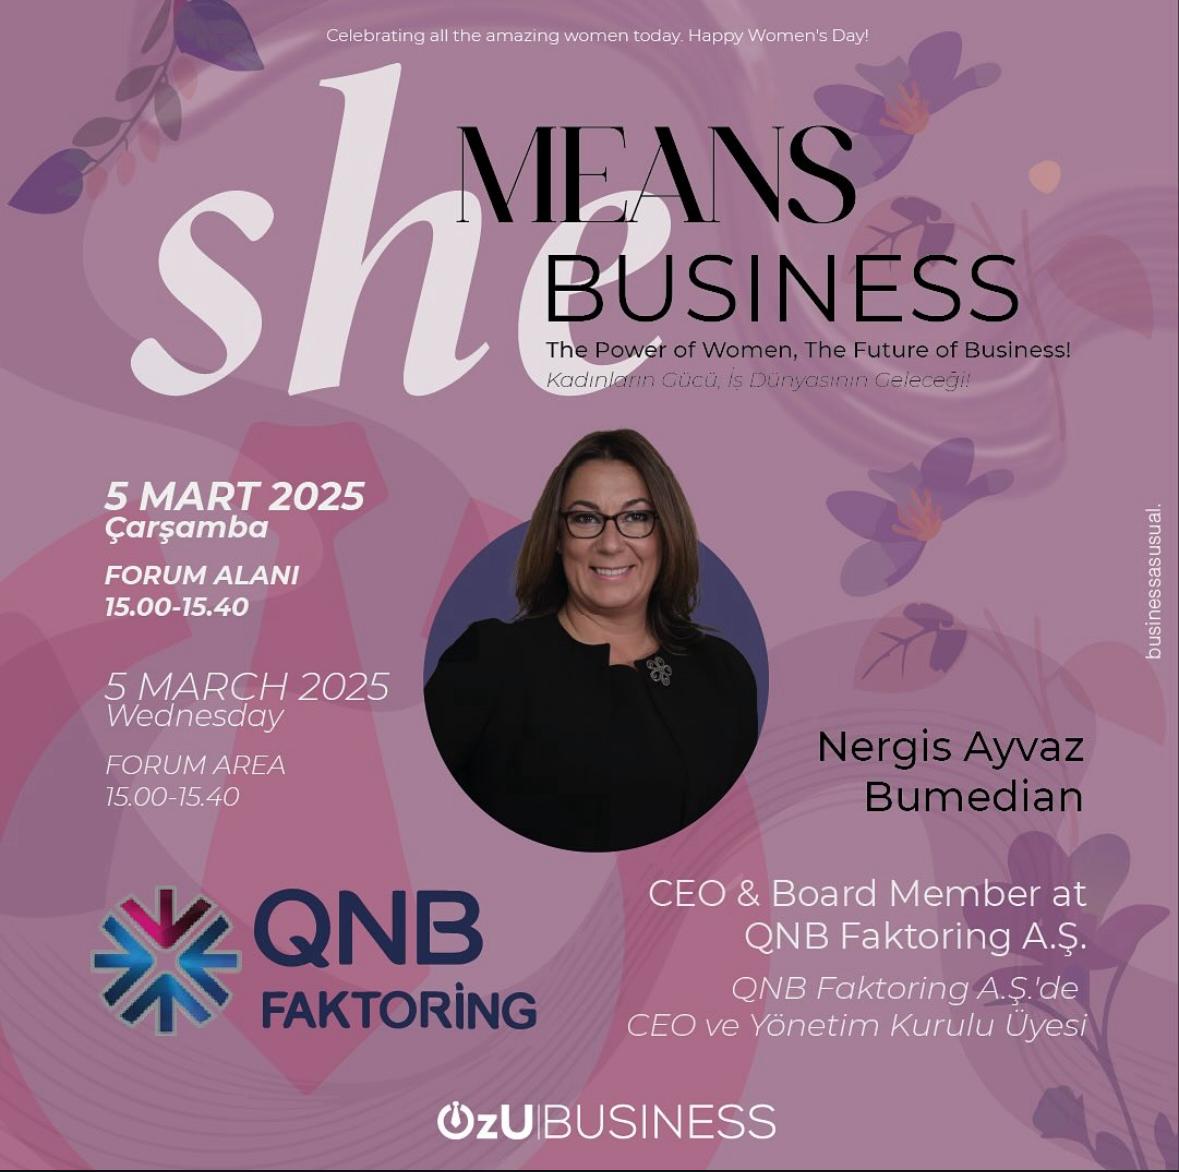 Celebrating all the amazing women today. Happy Women's Day!
she MEANS
BUSINESS
The Power of Women, The Future of Business!
Kadınların Gücü, İş Dünyasının Geleceği!
5 MART 2025
Çarşamba
FORUM ALANI
15.00-15.40
5 MARCH 2025
Wednesday
FORUM AREA
15.00-15.40
businessasusual.
Nergis Ayvaz
Bumedian
CEO & Board Member at
QNB Faktoring A.Ş.
QNB Faktoring A.Ş.'de
CEO ve Yönetim Kurulu Üyesi
QNB
FAKTORİNG
ÖzU|BUSINESS